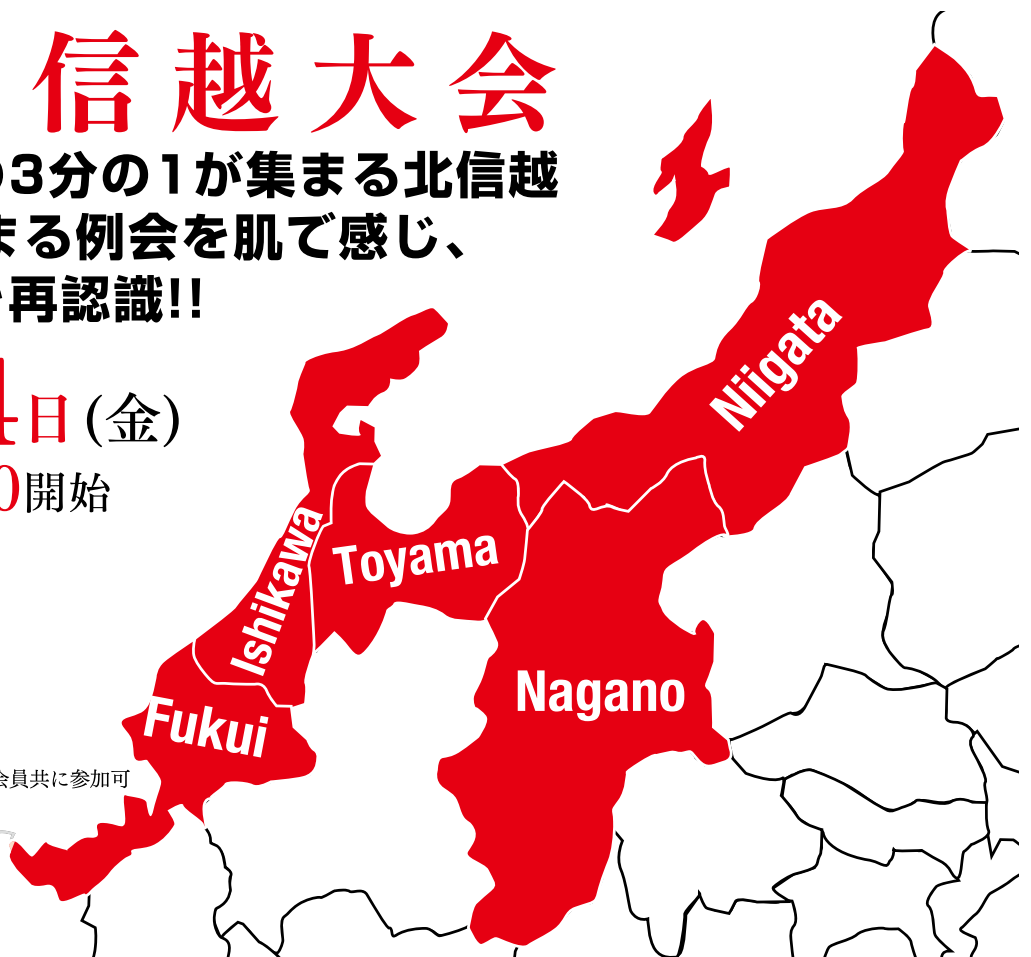 信越大会
の3分の1が集まる北信越
まる例会を肌で感じ、
再認識!!
日(金)
0開始
会員共に参加可
Niigata
Toyama
Ishikawa
Nagano
Fukui